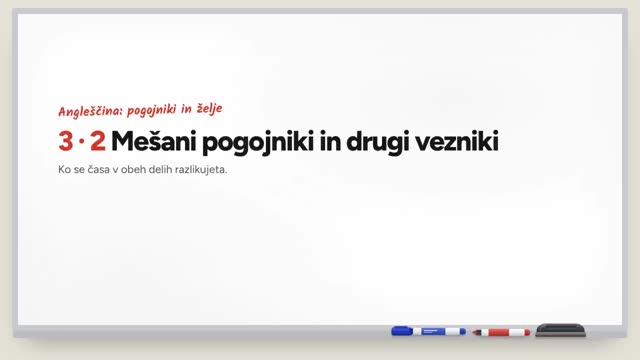 Angleščina: pogojniki in želje
3 · 2 Mešani pogojniki in drugi vezniki
Ko se časa v obeh delih razlikujeta.